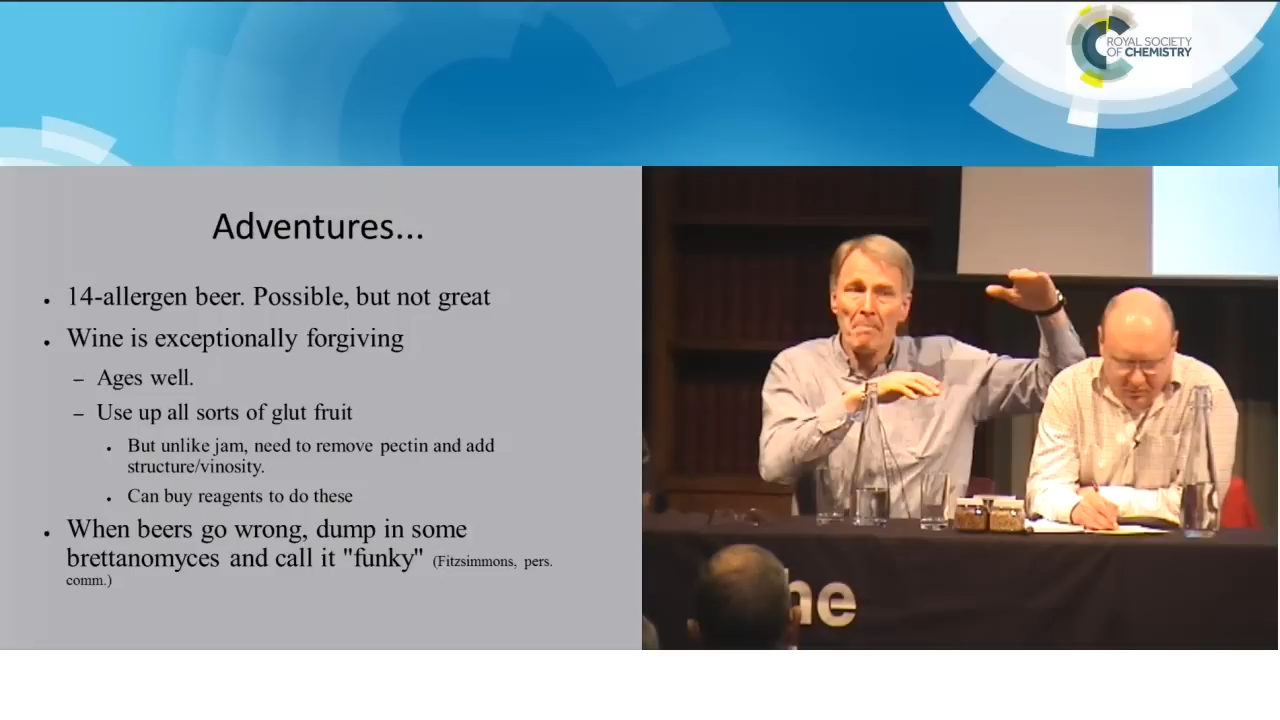 ROYAL SOCIETY
OF CHEMISTRY
Adventures...
• 14-allergen beer. Possible, but not great
• Wine is exceptionally forgiving
– Ages well.
– Use up all sorts of glut fruit
• But unlike jam, need to remove pectin and add
structure/vinosity.
• Can buy reagents to do these
• When beers go wrong, dump in some
brettanomyces and call it "funky" (Fitzsimmons, pers.
comm.)
he